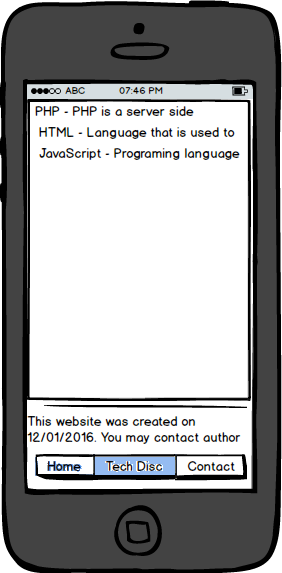 ABC 07:46 PM
PHP - PHP is a server side
HTML - Language that is used to
JavaScript - Programing language
This website was created on
12/01/2016. You may contact author
Home Tech Disc Contact